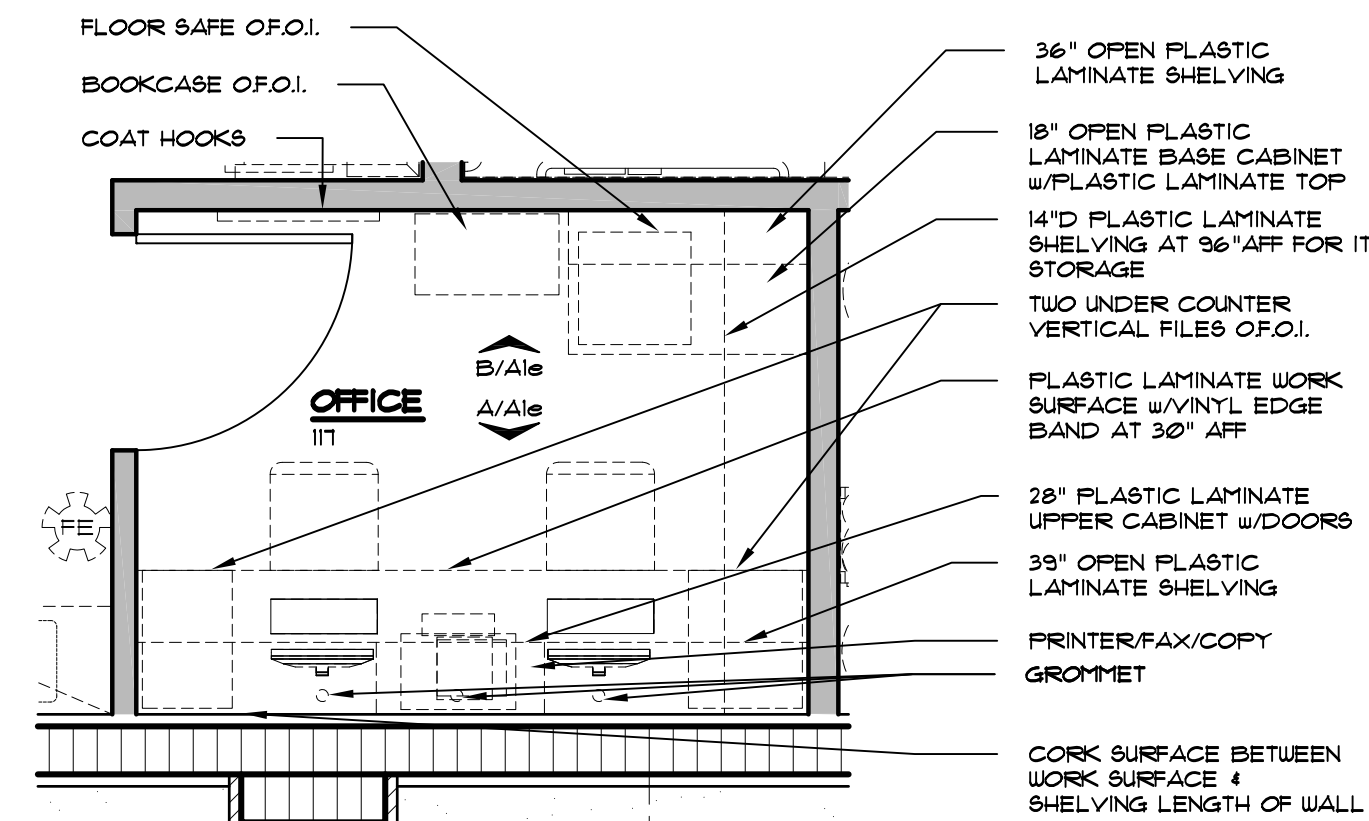 FLOOR SAFE O.F.O.I.
BOOKCASE O.F.O.I.
COAT HOOKS
36" OPEN PLASTIC
LAMINATE SHELVING
18" OPEN PLASTIC
LAMINATE BASE CABINET
w/PLASTIC LAMINATE TOP
14"D PLASTIC LAMINATE
SHELVING AT 96"AFF FOR IT
STORAGE
TWO UNDER COUNTER
VERTICAL FILES O.F.O.I.
PLASTIC LAMINATE WORK
SURFACE w/VINYL EDGE
BAND AT 30" AFF
28" PLASTIC LAMINATE
UPPER CABINET w/DOORS
39" OPEN PLASTIC
LAMINATE SHELVING
PRINTER/FAX/COPY
GROMMET
CORK SURFACE BETWEEN
WORK SURFACE &
SHELVING LENGTH OF WALL
B/A1e
A/A1e
OFFICE
117
FE